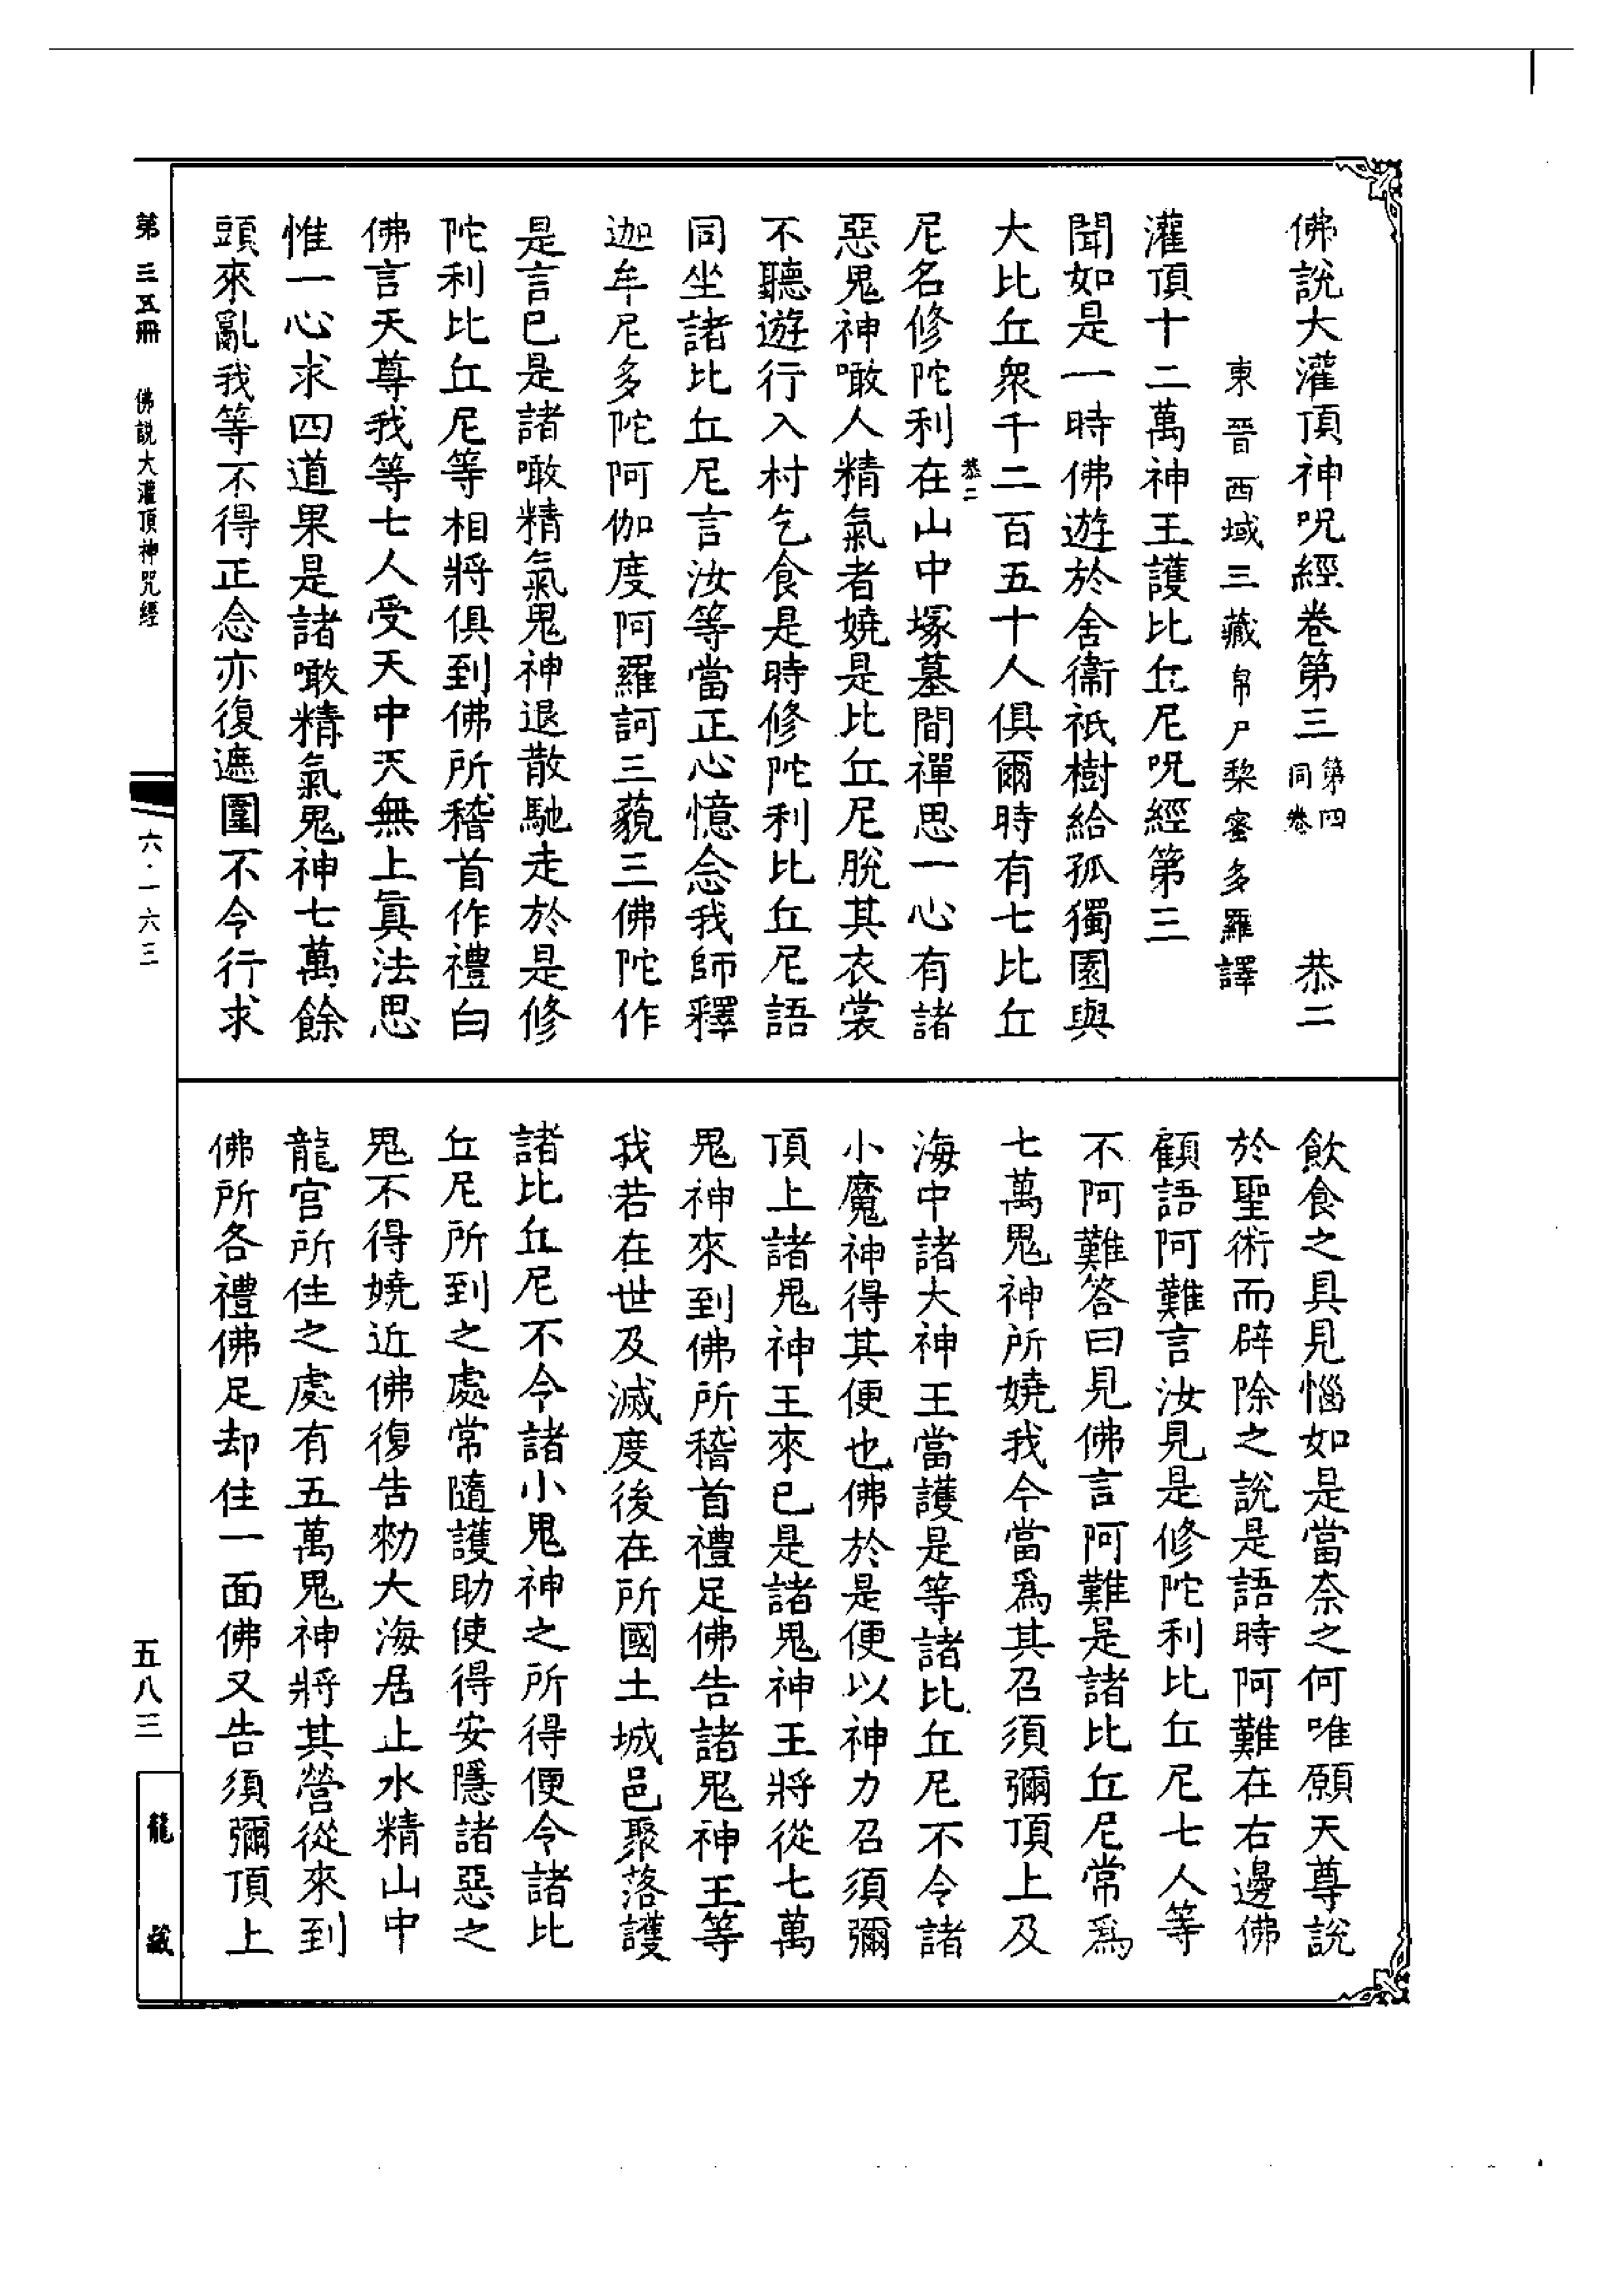 佛說大灌頂神呪經卷第三 第四同卷 恭二
東晉西域三藏帛尸黎蜜多羅譯
灌頂十二萬神王護比丘尼呪經第三
聞如是一時佛遊於舍衞祇樹給孤獨園與
大比丘衆千二百五十人俱爾時有七比丘
恭二
尼名修陀利在山中塚墓間禪思一心有諸
惡鬼神噉人精氣者嬈是比丘尼脫其衣裳
不聽遊行入村乞食是時修陀利比丘尼語
同坐諸比丘尼言汝等當正心憶念我師釋
迦牟尼多陀阿伽度阿羅訶三藐三佛陀作
是言已是諸噉精氣鬼神退散馳走於是修
陀利比丘尼等相將俱到佛所稽首作禮白
佛言天尊我等七人受天中天無上眞法思
惟一心求四道果是諸噉精氣鬼神七萬餘
頭來亂我等不得正念亦復遮圍不令行求
飲食之具見惱如是當奈之何唯願天尊說
於聖術而辟除之說是語時阿難在右邊佛
顧語阿難言汝見是修陀利比丘尼七人等
不阿難答曰見佛言阿難是諸比丘尼常爲
七萬鬼神所嬈我今當爲其召須彌頂上及
海中諸大神王當護是等諸比丘尼不令諸
小魔神得其便也佛於是便以神力召須彌
頂上諸鬼神王來已是諸鬼神王將從七萬
鬼神來到佛所稽首禮足佛告諸鬼神王等
我若在世及滅度後在所國土城邑聚落護
諸比丘尼不令諸小鬼神之所得便令諸比
丘尼所到之處常隨護助使得安隱諸惡之
鬼不得嬈近佛復告勑大海居止水精山中
龍宮所住之處有五萬鬼神將其營從來到
佛所各禮佛足却住一面佛又告須彌頂上
第三五冊 佛說大灌頂神咒經
六·一六三
五八三
龍藏